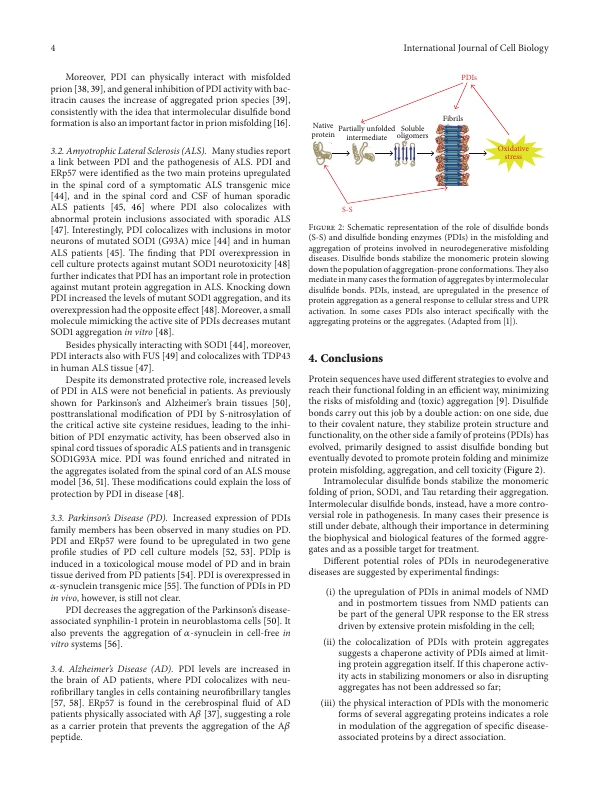 4
International Journal of Cell Biology
Moreover, PDI can physically interact with misfolded
prion [38, 39], and general inhibition of PDI activity with bac-
itracin causes the increase of aggregated prion species [39],
consistently with the idea that intermolecular disulfide bond
formation is also an important factor in prion misfolding [16].
3.2. Amyotrophic Lateral Sclerosis (ALS). Many studies report
a link between PDI and the pathogenesis of ALS. PDI and
ERp57 were identified as the two main proteins upregulated
in the spinal cord of a symptomatic ALS transgenic mice
[44], and in the spinal cord and CSF of human sporadic
ALS patients [45, 46] where PDI also colocalizes with
abnormal protein inclusions associated with sporadic ALS
[47]. Interestingly, PDI colocalizes with inclusions in motor
neurons of mutated SOD1 (G93A) mice [44] and in human
ALS patients [45]. The finding that PDI overexpression in
cell culture protects against mutant SOD1 neurotoxicity [48]
further indicates that PDI has an important role in protection
against mutant protein aggregation in ALS. Knocking down
PDI increased the levels of mutant SOD1 aggregation, and its
overexpression had the opposite effect [48]. Moreover, a small
molecule mimicking the active site of PDIs decreases mutant
SOD1 aggregation in vitro [48].
Besides physically interacting with SOD1 [44], moreover,
PDI interacts also with FUS [49] and colocalizes with TDP43
in human ALS tissue [47].
Despite its demonstrated protective role, increased levels
of PDI in ALS were not beneficial in patients. As previously
shown for Parkinson's and Alzheimer's brain tissues [50],
posttranslational modification of PDI by S-nitrosylation of
the critical active site cysteine residues, leading to the inhi-
bition of PDI enzymatic activity, has been observed also in
spinal cord tissues of sporadic ALS patients and in transgenic
SOD1G93A mice. PDI was found enriched and nitrated in
the aggregates isolated from the spinal cord of an ALS mouse
model [36, 51]. These modifications could explain the loss of
protection by PDI in disease [48].
3.3. Parkinson's Disease (PD). Increased expression of PDIs
family members has been observed in many studies on PD.
PDI and ERp57 were found to be upregulated in two gene
profile studies of PD cell culture models [52, 53]. PDIp is
induced in a toxicological mouse model of PD and in brain
tissue derived from PD patients [54]. PDI is overexpressed in
α-synuclein transgenic mice [55]. The function of PDIs in PD
in vivo, however, is still not clear.
PDI decreases the aggregation of the Parkinson's disease-
associated synphilin-1 protein in neuroblastoma cells [50]. It
also prevents the aggregation of α-synuclein in cell-free in
vitro systems [56].
3.4. Alzheimer's Disease (AD). PDI levels are increased in
the brain of AD patients, where PDI colocalizes with neu-
rofibrillary tangles in cells containing neurofibrillary tangles
[57, 58]. ERp57 is found in the cerebrospinal fluid of AD
patients physically associated with Aβ [37], suggesting a role
as a carrier protein that prevents the aggregation of the Aβ
peptide.
PDIs
Native
protein
Partially unfolded
intermediate
Soluble
oligomers
Fibrils
Oxidative
stress
S-S
Figure 2: Schematic representation of the role of disulfide bonds
(S-S) and disulfide bonding enzymes (PDIs) in the misfolding and
aggregation of proteins involved in neurodegenerative misfolding
diseases. Disulfide bonds stabilize the monomeric protein slowing
down the population of aggregation-prone conformations. They also
mediate in many cases the formation of aggregates by intermolecular
disulfide bonds. PDIs, instead, are upregulated in the presence of
protein aggregation as a general response to cellular stress and UPR
activation. In some cases PDIs also interact specifically with the
aggregating proteins or the aggregates. (Adapted from [1]).
4. Conclusions
Protein sequences have used different strategies to evolve and
reach their functional folding in an efficient way, minimizing
the risks of misfolding and (toxic) aggregation [9]. Disulfide
bonds carry out this job by a double action: on one side, due
to their covalent nature, they stabilize protein structure and
functionality, on the other side a family of proteins (PDIs) has
evolved, primarily designed to assist disulfide bonding but
eventually devoted to promote protein folding and minimize
protein misfolding, aggregation, and cell toxicity (Figure 2).
Intramolecular disulfide bonds stabilize the monomeric
folding of prion, SOD1, and Tau retarding their aggregation.
Intermolecular disulfide bonds, instead, have a more contro-
versial role in pathogenesis. In many cases their presence is
still under debate, although their importance in determining
the biophysical and biological features of the formed aggre-
gates and as a possible target for treatment.
Different potential roles of PDIs in neurodegenerative
diseases are suggested by experimental findings:
(i) the upregulation of PDIs in animal models of NMD
and in postmortem tissues from NMD patients can
be part of the general UPR response to the ER stress
driven by extensive protein misfolding in the cell;
(ii) the colocalization of PDIs with protein aggregates
suggests a chaperone activity of PDIs aimed at limit-
ing protein aggregation itself. If this chaperone activ-
ity acts in stabilizing monomers or also in disrupting
aggregates has not been addressed so far;
(iii) the physical interaction of PDIs with the monomeric
forms of several aggregating proteins indicates a role
in modulation of the aggregation of specific disease-
associated proteins by a direct association.